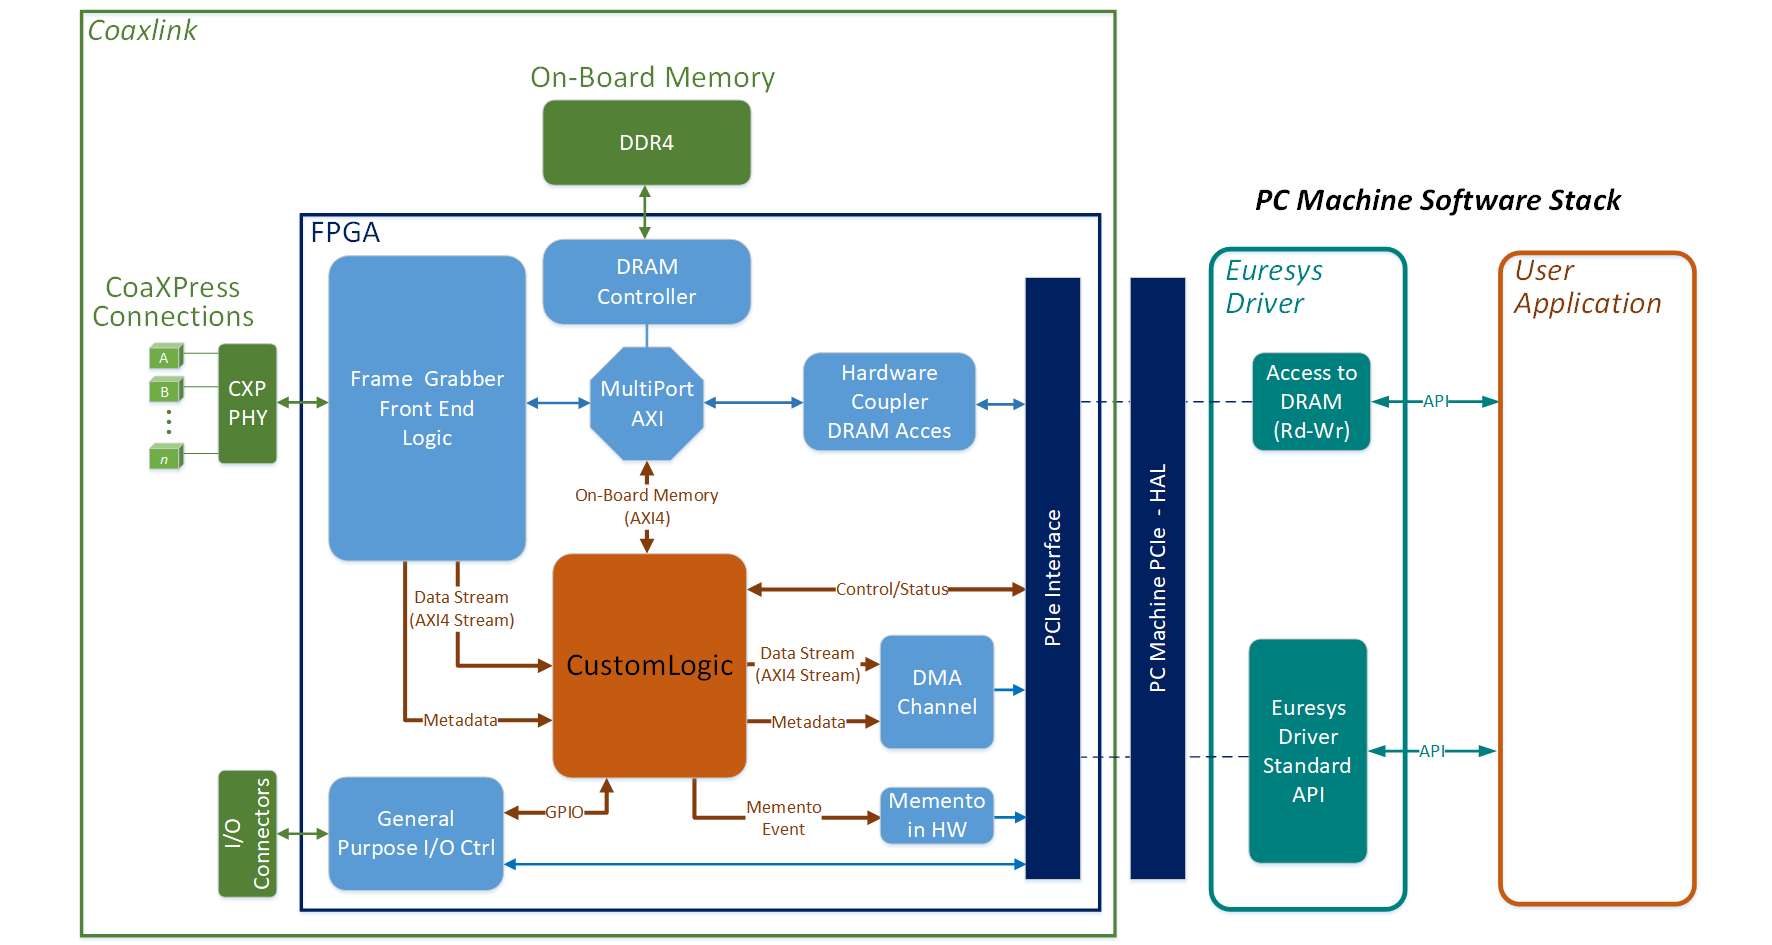 Coaxlink
On-Board Memory
DDR4
PC Machine Software Stack
FPGA
DRAM
Controller
Euresys
Driver
User
Application
CoaXPress
Connections
A
B
n
CXP
PHY
Frame Grabber
Front End
Logic
MultiPort
AXI
Hardware
Coupler
DRAM Acces
Access to
DRAM
(Rd-Wr)
API
On-Board Memory
(AXI4)
PCIe Interface
PC Machine PCIe - HAL
Data Stream
(AXI4 Stream)
Control/Status
CustomLogic
Data Stream
(AXI4 Stream)
DMA
Channel
Metadata
Metadata
Euresys
Driver
Standard
API
API
I/O
Connectors
General
Purpose I/O Ctrl
GPIO
Memento
Event
Memento
in HW